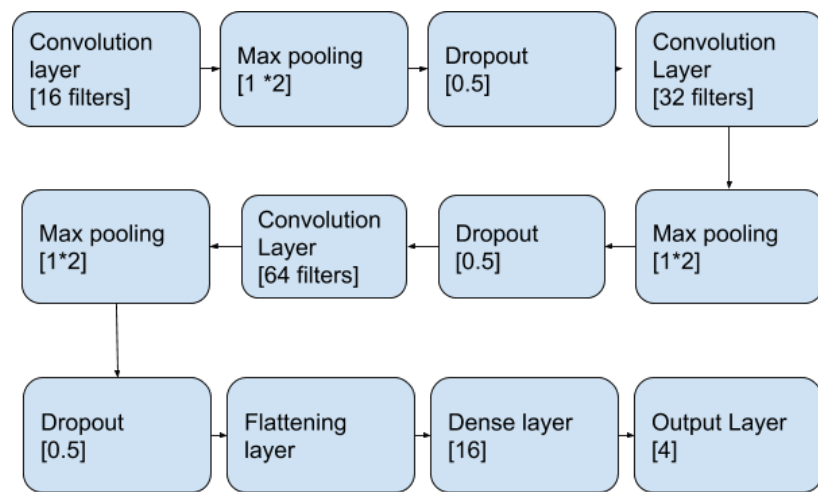 Convolution
layer
[16 filters]
Max pooling
[1 *2]
Dropout
[0.5]
Convolution
Layer
[32 filters]
Max pooling
[1*2]
Dropout
[0.5]
Convolution
Layer
[64 filters]
Max pooling
[1*2]
Dropout
[0.5]
Flattening
layer
Dense layer
[16]
Output Layer
[4]